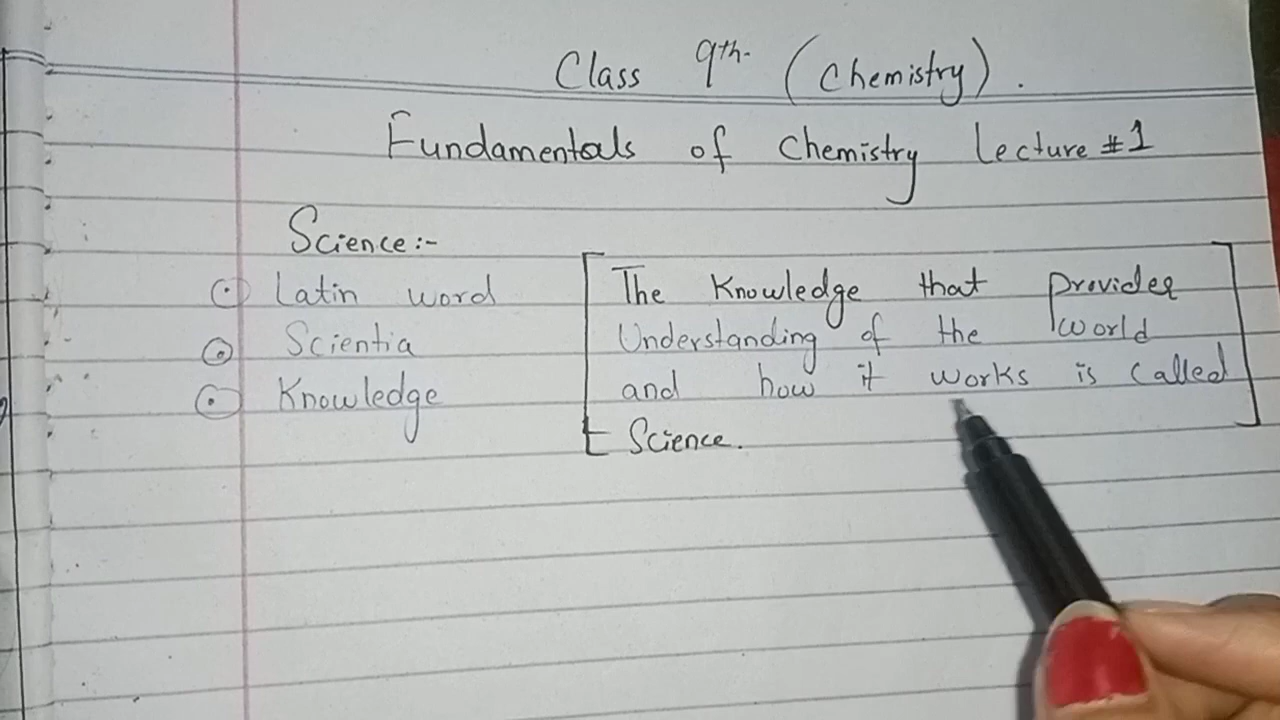 Class 9th. (Chemistry).
Fundamentals of Chemistry Lecture #1
Science:-
Latin word
Scientia
Knowledge
The Knowledge that provides
Understanding of the world
and how it works is called
Science.